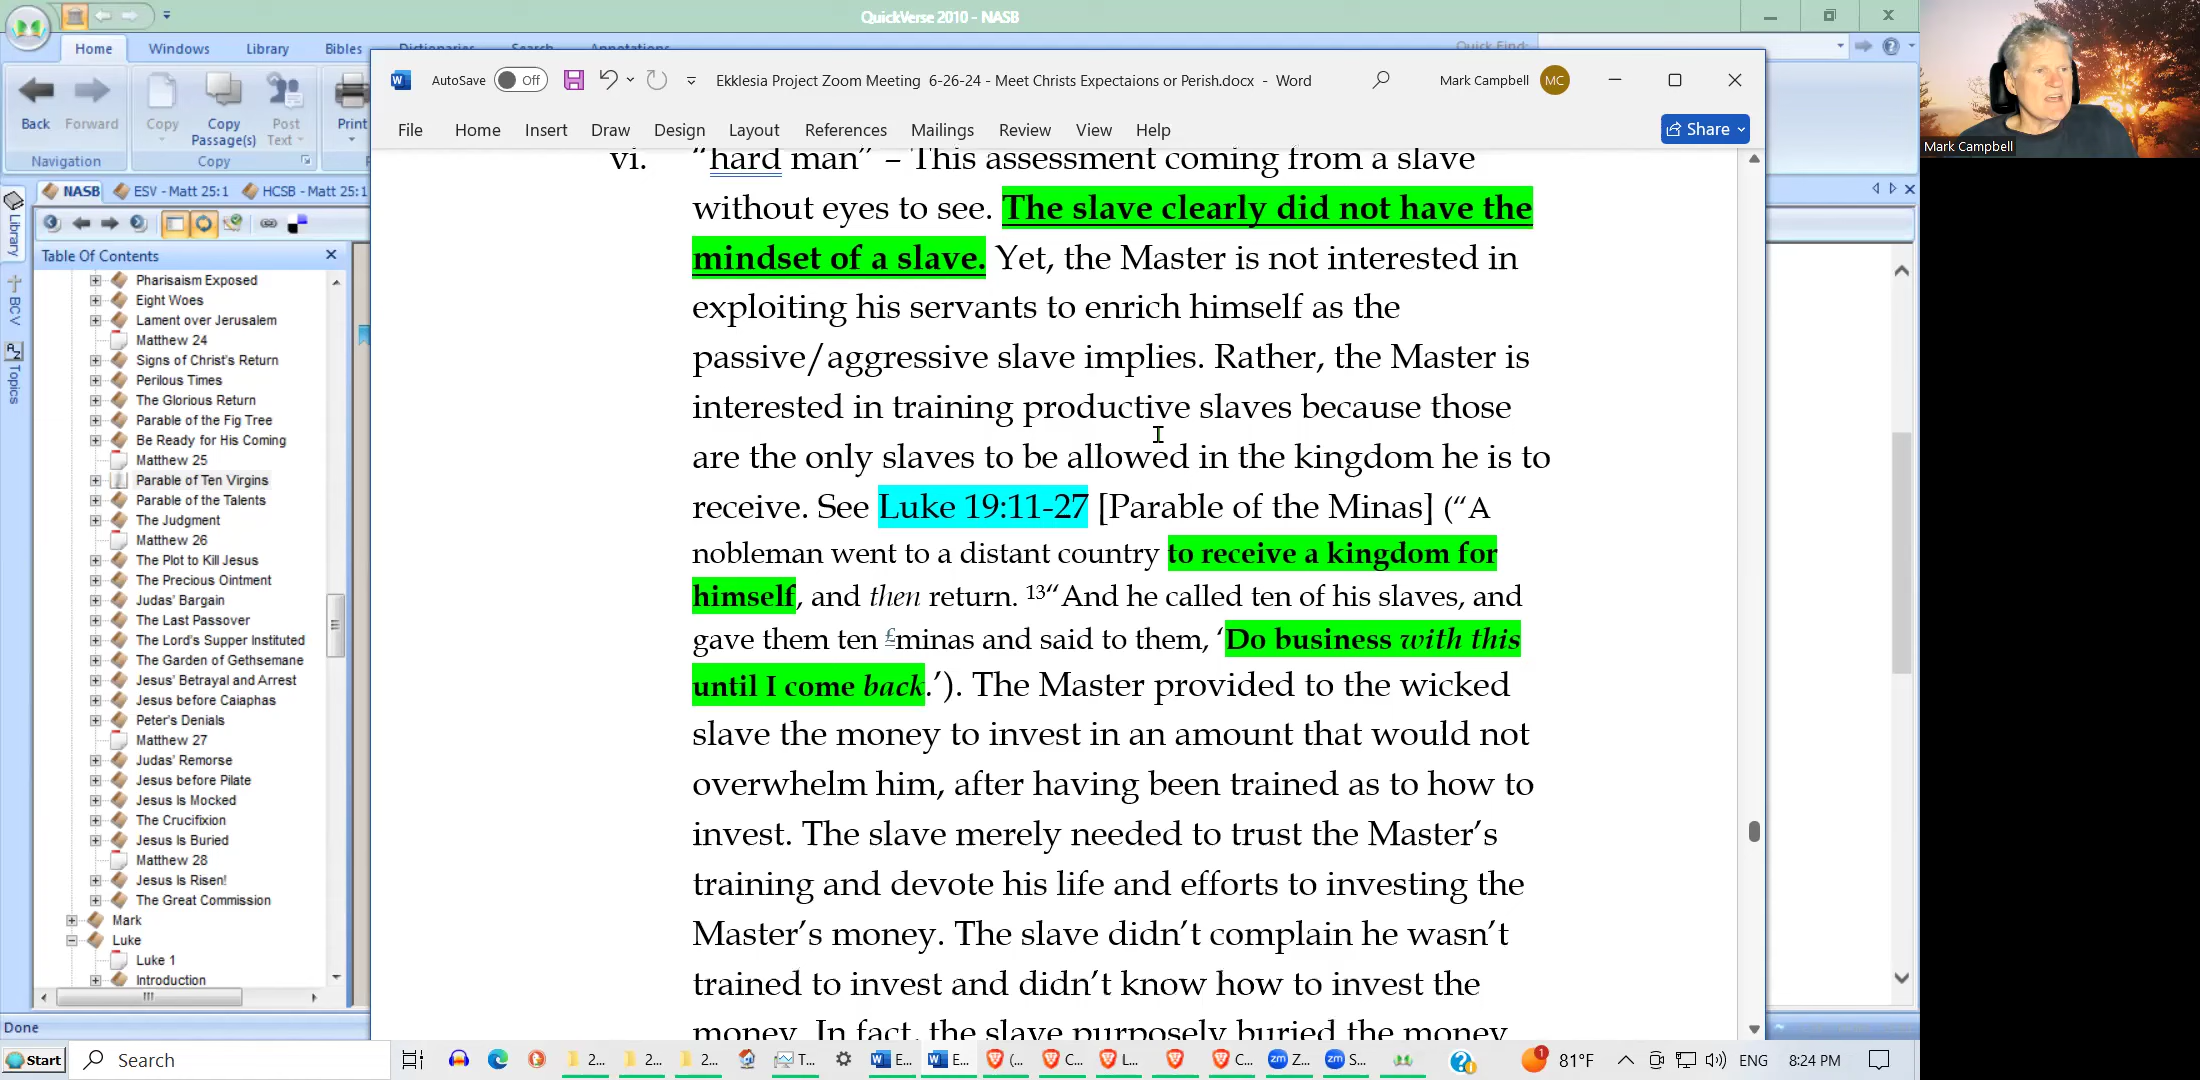 QuickVerse 2010 - NASB
Home Windows Library Bibles Dictionaries Search Annotations
Quick Find:
Back Forward Copy Copy Passage(s) Post Text Print
Navigation Copy
NASB ESV - Matt 25:1 HCSB - Matt 25:1
Library
BCV
Topics
Table Of Contents
Pharisaism Exposed
Eight Woes
Lament over Jerusalem
Matthew 24
Signs of Christ's Return
Perilous Times
The Glorious Return
Parable of the Fig Tree
Be Ready for His Coming
Matthew 25
Parable of Ten Virgins
Parable of the Talents
The Judgment
Matthew 26
The Plot to Kill Jesus
The Precious Ointment
Judas' Bargain
The Last Passover
The Lord's Supper Instituted
The Garden of Gethsemane
Jesus' Betrayal and Arrest
Jesus before Caiaphas
Peter's Denials
Matthew 27
Judas' Remorse
Jesus before Pilate
Jesus Is Mocked
The Crucifixion
Jesus Is Buried
Matthew 28
Jesus Is Risen!
The Great Commission
Mark
Luke
Luke 1
Introduction
Done
AutoSave Off Ekklesia Project Zoom Meeting 6-26-24 - Meet Christs Expectaions or Perish.docx - Word Mark Campbell MC
File Home Insert Draw Design Layout References Mailings Review View Help Share
vi. “hard man” – This assessment coming from a slave
without eyes to see. The slave clearly did not have the
mindset of a slave. Yet, the Master is not interested in
exploiting his servants to enrich himself as the
passive/aggressive slave implies. Rather, the Master is
interested in training productive slaves because those
are the only slaves to be allowed in the kingdom he is to
receive. See Luke 19:11-27 [Parable of the Minas] (“A
nobleman went to a distant country to receive a kingdom for
himself, and then return. 13“And he called ten of his slaves, and
gave them ten £minas and said to them, ‘Do business with this
until I come back.’). The Master provided to the wicked
slave the money to invest in an amount that would not
overwhelm him, after having been trained as to how to
invest. The slave merely needed to trust the Master’s
training and devote his life and efforts to investing the
Master’s money. The slave didn’t complain he wasn’t
trained to invest and didn’t know how to invest the
money. In fact, the slave purposely buried the money
Mark Campbell
Start Search 2... 2... 2... T... E... E... (... C... L... C... zm Z... zm S... 1 81°F ENG 8:24 PM